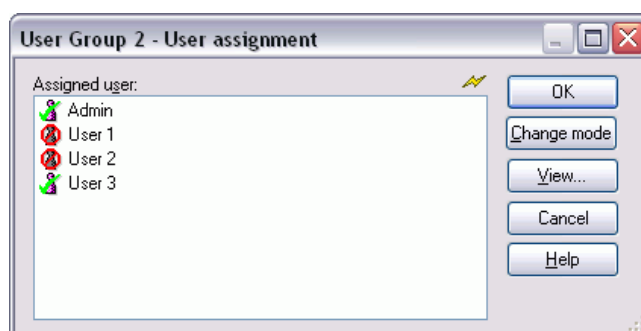 User Group 2 - User assignment
Assigned user:
Admin
User 1
User 2
User 3
OK
Change mode
View...
Cancel
Help